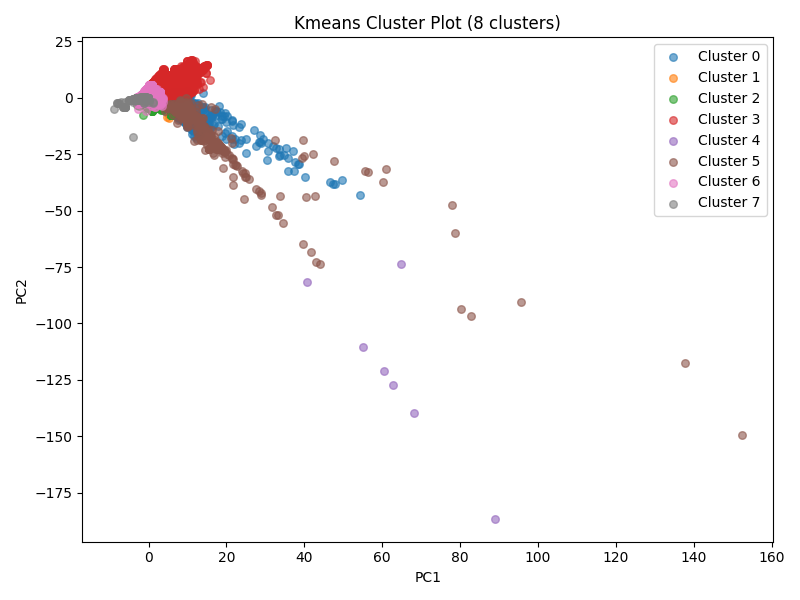 Kmeans Cluster Plot (8 clusters)
25
0
−25
−50
−75
−100
−125
−150
−175
PC2
0
20
40
60
80
100
120
140
160
PC1
Cluster 0
Cluster 1
Cluster 2
Cluster 3
Cluster 4
Cluster 5
Cluster 6
Cluster 7